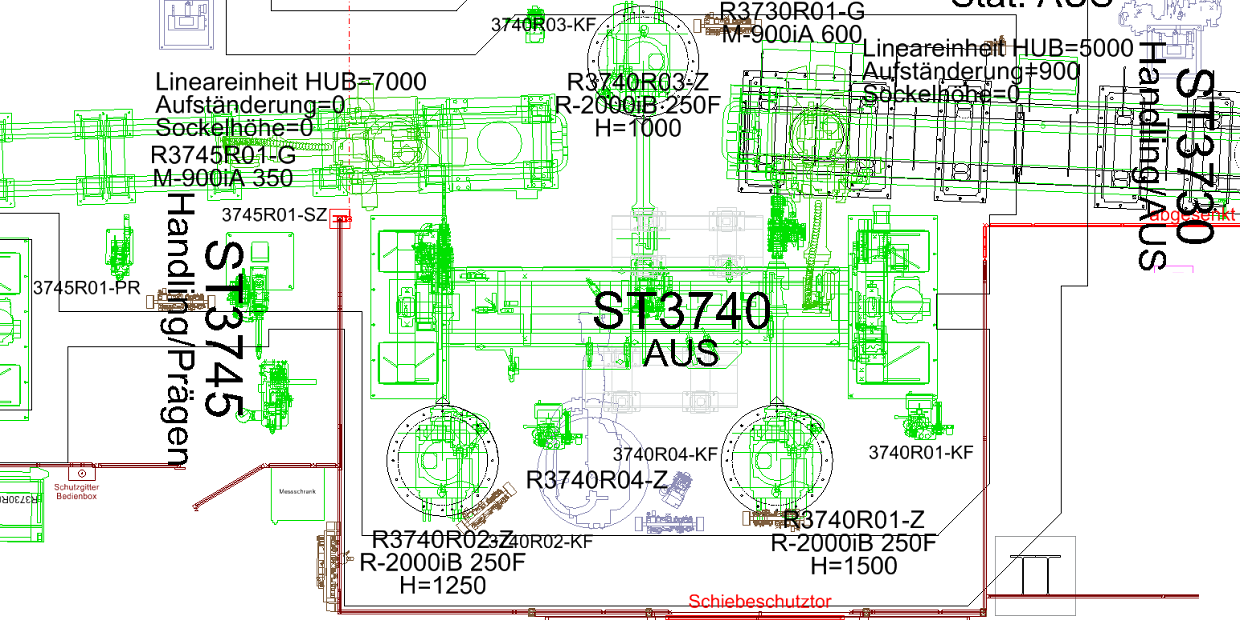 Stat. AUS
3740R03-KF
R3730R01-G
M-900iA 600
Lineareinheit HUB=5000
Aufständerung=900
Sockelhöhe=0
Lineareinheit HUB=7000
Aufständerung=0
Sockelhöhe=0
R3740R03-Z
R-2000iB 250F
H=1000
R3745R01-G
M-900iA 350
ST3730
Handling/AUS
abgesenkt
3745R01-SZ
3745R01-PR
ST3745
Handling/Prägen
ST3740
AUS
3740R04-KF
R3740R04-Z
3740R01-KF
Schutzgitter
Bedienbox
Messschrank
R3740R02-Z
3740R02-KF
R-2000iB 250F
H=1250
R3740R01-Z
R-2000iB 250F
H=1500
Schiebeschutztor